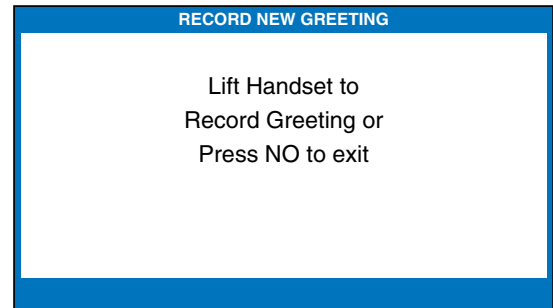 RECORD NEW GREETING
Lift Handset to
Record Greeting or
Press NO to exit